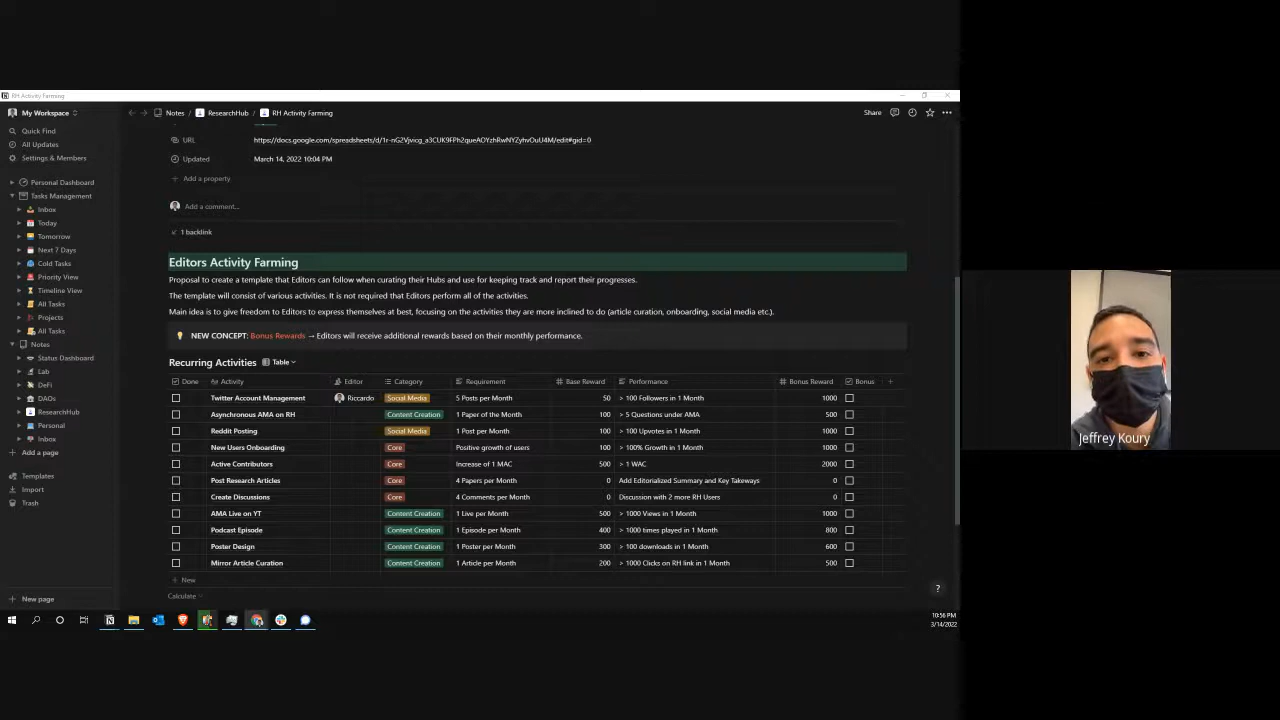 RH Activity Farming
My Workspace
Notes / ResearchHub / RH Activity Farming
Share
Quick Find
All Updates
Settings & Members
Personal Dashboard
Tasks Management
Inbox
Today
Tomorrow
Next 7 Days
Cold Tasks
Priority View
Timeline View
All Tasks
Projects
All Tasks
Notes
Status Dashboard
Lab
DeFi
DAOs
ResearchHub
Personal
Inbox
Add a page
Templates
Import
Trash
New page
URL
Updated March 14, 2022 10:04 PM
Add a property
Add a comment...
1 backlink
Editors Activity Farming
Proposal to create a template that Editors can follow when curating their Hubs and use for keeping track and report their progresses.
The template will consist of various activities. It is not required that Editors perform all of the activities.
Main idea is to give freedom to Editors to express themselves at best, focusing on the activities they are more inclined to do (article curation, onboarding, social media etc.).
NEW CONCEPT: Bonus Rewards → Editors will receive additional rewards based on their monthly performance.
Recurring Activities Table
Done Activity Editor Category Requirement Base Reward Performance Bonus Reward Bonus
Twitter Account Management Riccardo Social Media 5 Posts per Month 50 > 100 Followers in 1 Month 1000
Asynchronous AMA on RH Content Creation 1 Paper of the Month 100 > 5 Questions under AMA 500
Reddit Posting Social Media 1 Post per Month 100 > 100 Upvotes in 1 Month 1000
New Users Onboarding Core Positive growth of users 100 > 100% Growth in 1 Month 1000
Active Contributors Core Increase of 1 MAC 500 > 1 WAC 2000
Post Research Articles Core 4 Papers per Month 0 Add Editorialized Summary and Key Takeways 0
Create Discussions Core 4 Comments per Month 0 Discussion with 2 more RH Users 0
AMA Live on YT Content Creation 1 Live per Month 500 > 1000 Views in 1 Month 1000
Podcast Episode Content Creation 1 Episode per Month 400 > 1000 times played in 1 Month 800
Poster Design Content Creation 1 Poster per Month 300 > 100 downloads in 1 Month 600
Mirror Article Curation Content Creation 1 Article per Month 200 > 1000 Clicks on RH link in 1 Month 500
+ New
Calculate
?
10:56 PM
3/14/2022
Jeffrey Koury